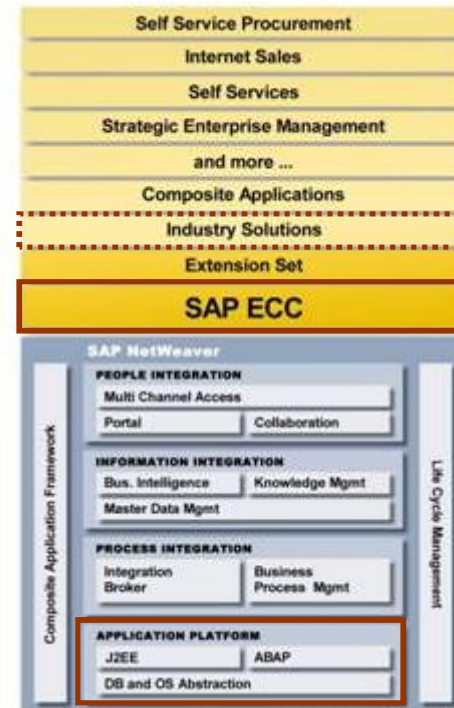 Self Service Procurement
Internet Sales
Self Services
Strategic Enterprise Management
and more ...
Composite Applications
Industry Solutions
Extension Set
SAP ECC
SAP NetWeaver
Composite Application Framework
PEOPLE INTEGRATION
Multi Channel Access
Portal
Collaboration
INFORMATION INTEGRATION
Bus. Intelligence
Knowledge Mgmt
Master Data Mgmt
PROCESS INTEGRATION
Integration
Broker
Business
Process Mgmt
APPLICATION PLATFORM
J2EE
ABAP
DB and OS Abstraction
Life Cycle Management